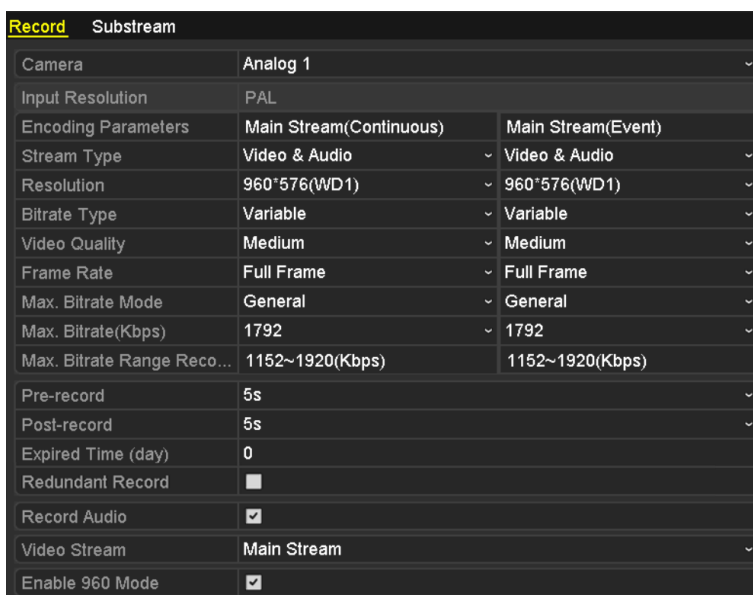 Record Substream
Camera Analog 1
Input Resolution PAL
Encoding Parameters Main Stream(Continuous) Main Stream(Event)
Stream Type Video & Audio Video & Audio
Resolution 960*576(WD1) 960*576(WD1)
Bitrate Type Variable Variable
Video Quality Medium Medium
Frame Rate Full Frame Full Frame
Max. Bitrate Mode General General
Max. Bitrate(Kbps) 1792 1792
Max. Bitrate Range Reco... 1152~1920(Kbps) 1152~1920(Kbps)
Pre-record 5s
Post-record 5s
Expired Time (day) 0
Redundant Record
Record Audio
Video Stream Main Stream
Enable 960 Mode